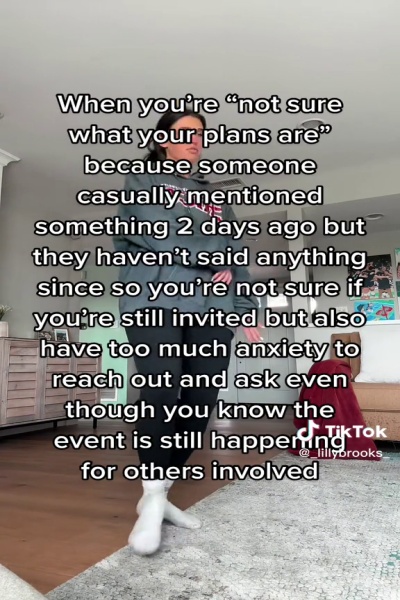 When you're “not sure
what your plans are”
because someone
casually mentioned
something 2 days ago but
they haven't said anything
since so you're not sure if
you're still invited but also
have too much anxiety to
reach out and ask even
though you know the
event is still happening
for others involved
TikTok
@_lillybrooks